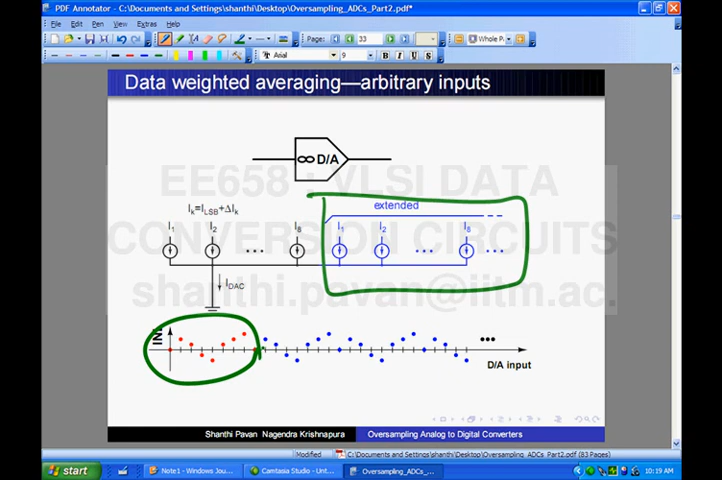 PDF Annotator - C:\Documents and Settings\shanthi\Desktop\Oversampling_ADCs_Part2.pdf*
File Edit Pen View Extras Help
Page: 33 Whole P
Arial 9 B I U S
Data weighted averaging—arbitrary inputs
∞ D/A
EE658 : VLSI DATA
CONVERSION CIRCUITS
shanthi.pavan@iitm.ac.
Ik=ILSB+ΔIk
extended
I1 I2 I8 I1 I2 I8
IDAC
INL
D/A input
Shanthi Pavan Nagendra Krishnapura Oversampling Analog to Digital Converters
Modified C:\Documents and Settings\shanthi\Desktop\Oversampling_ADCs_Part2.pdf (83 Pages)
start Note1 - Windows Jou... Camtasia Studio - Unt... Oversampling_ADCs_... 10:19 AM